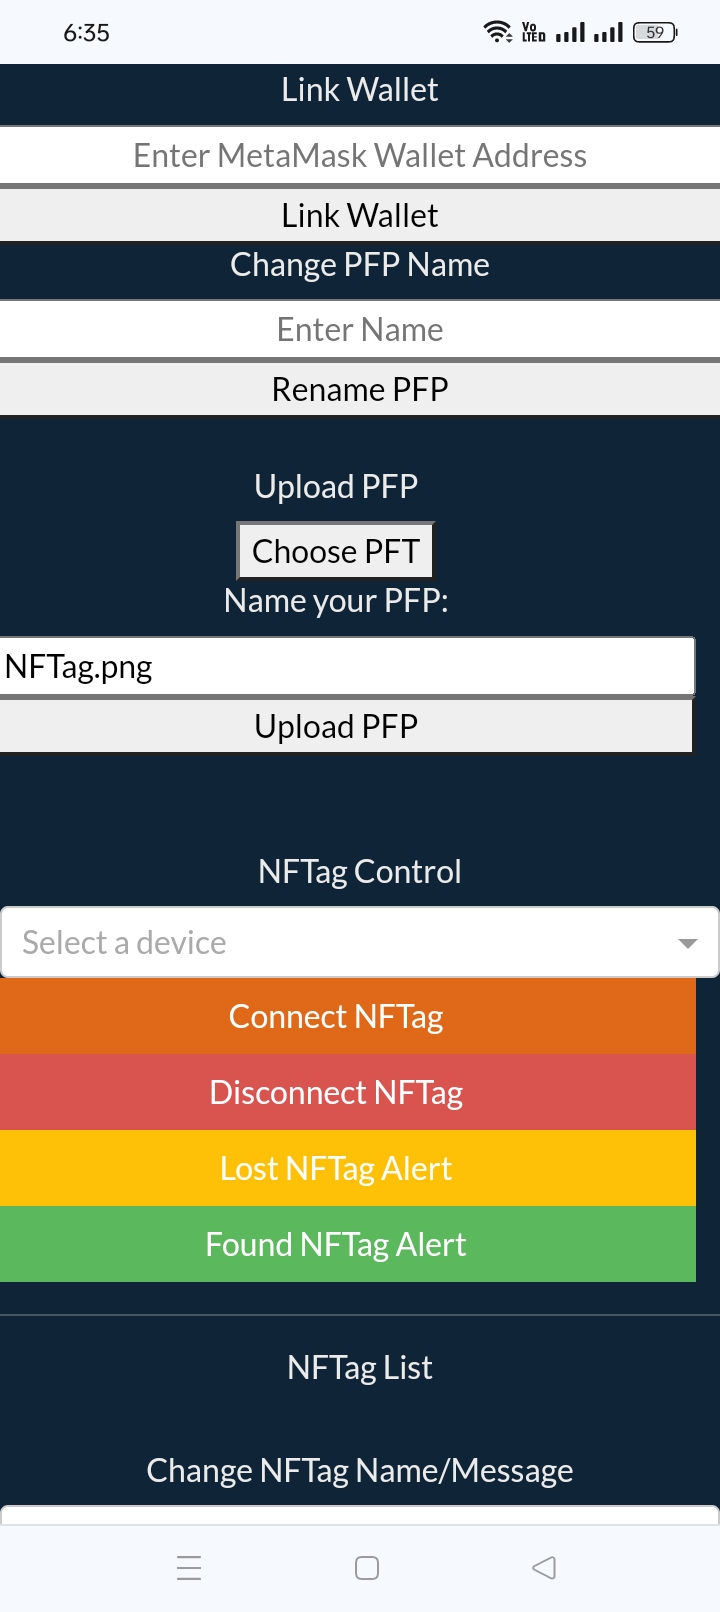 6:35
Vo
LTE D
59
Link Wallet
Enter MetaMask Wallet Address
Link Wallet
Change PFP Name
Enter Name
Rename PFP
Upload PFP
Choose PFT
Name your PFP:
NFTag.png
Upload PFP
NFTag Control
Select a device
Connect NFTag
Disconnect NFTag
Lost NFTag Alert
Found NFTag Alert
NFTag List
Change NFTag Name/Message